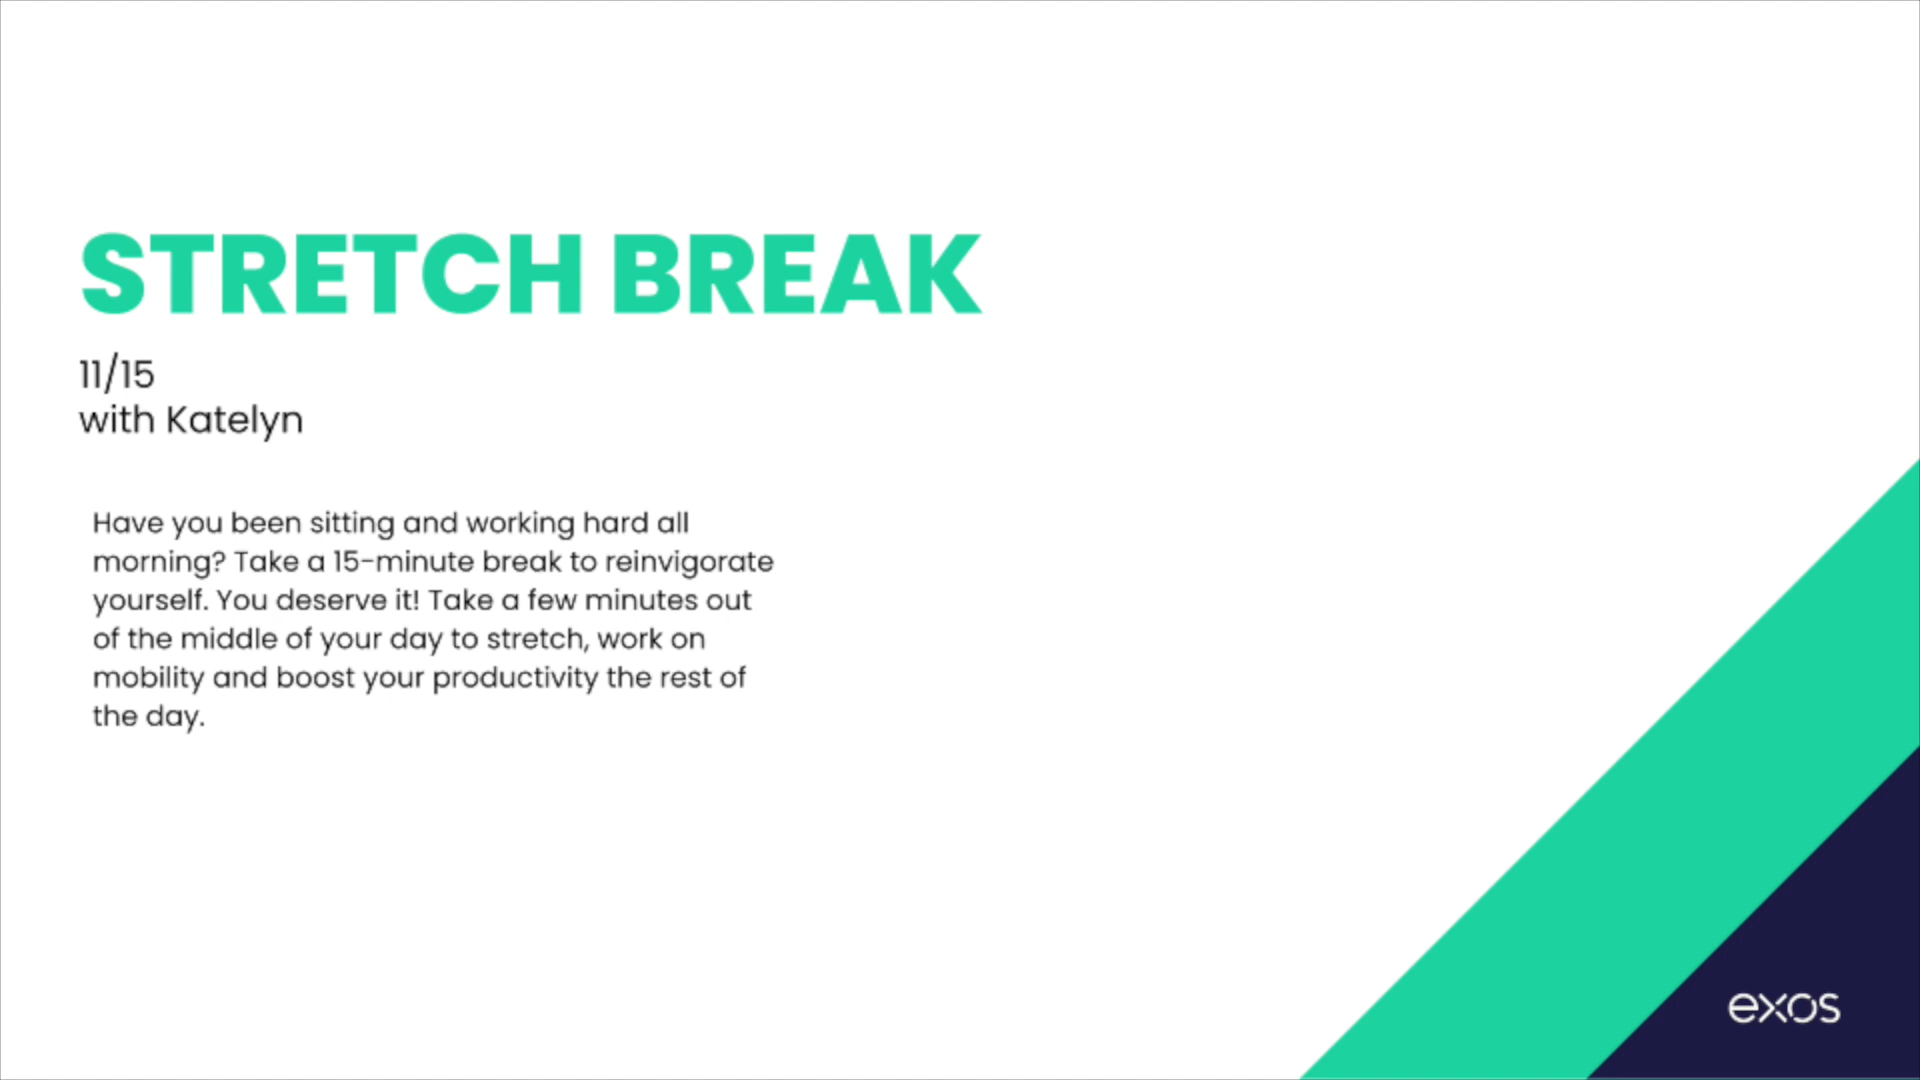 STRETCH BREAK
11/15
with Katelyn
Have you been sitting and working hard all
morning? Take a 15-minute break to reinvigorate
yourself. You deserve it! Take a few minutes out
of the middle of your day to stretch, work on
mobility and boost your productivity the rest of
the day.
exos